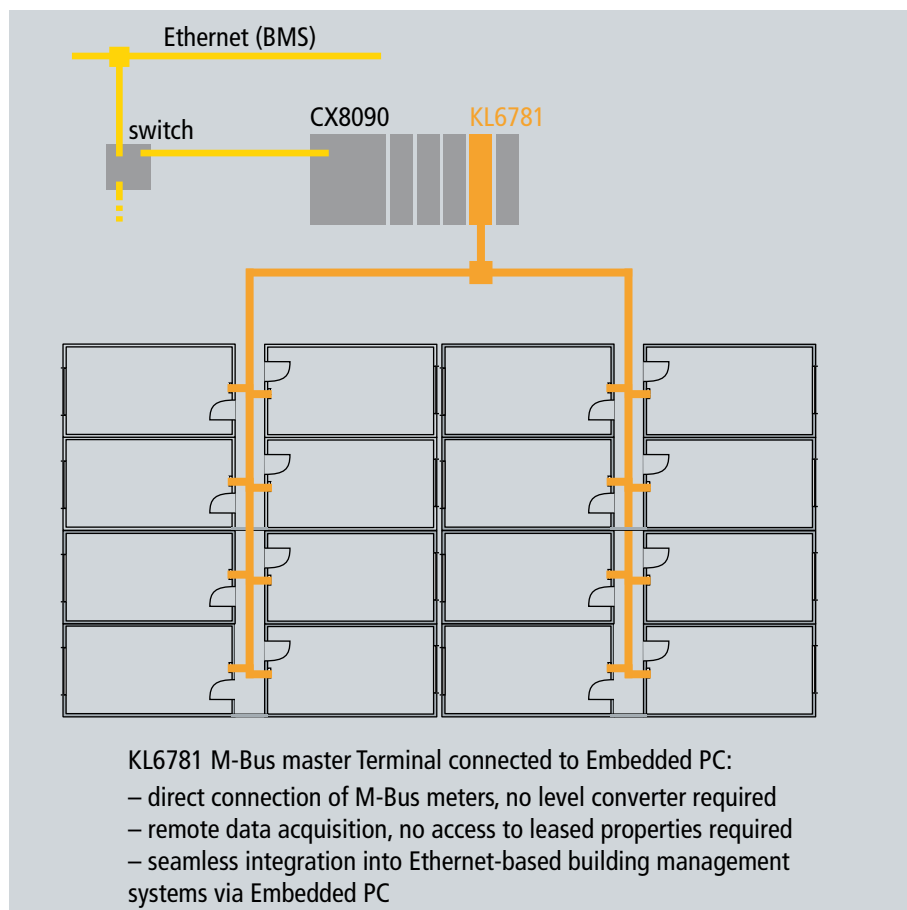 Ethernet (BMS)
CX8090
KL6781
switch
KL6781 M-Bus master Terminal connected to Embedded PC:
– direct connection of M-Bus meters, no level converter required
– remote data acquisition, no access to leased properties required
– seamless integration into Ethernet-based building management
systems via Embedded PC